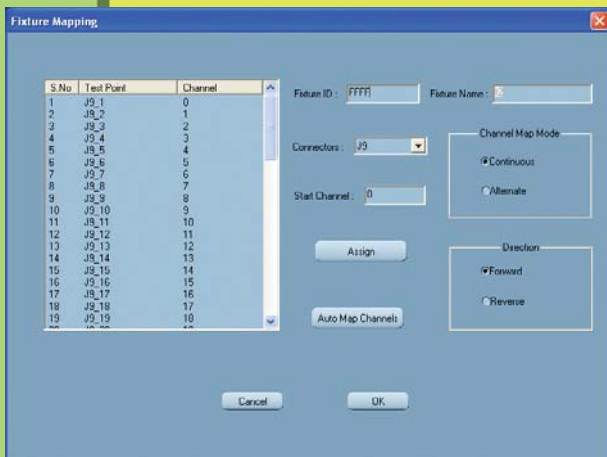 Fixture Mapping
S.No Test Point Channel
1 J9_1 0
2 J9_2 1
3 J9_3 2
4 J9_4 3
5 J9_5 4
6 J9_6 5
7 J9_7 6
8 J9_8 7
9 J9_9 8
10 J9_10 9
11 J9_11 10
12 J9_12 11
13 J9_13 12
14 J9_14 13
15 J9_15 14
16 J9_16 15
17 J9_17 16
18 J9_18 17
19 J9_19 18
Fixture ID : FFFF
Fixture Name :
Connectors : J9
Start Channel : 0
Assign
Auto Map Channels
Channel Map Mode
Continuous
Alternate
Direction
Forward
Reverse
Cancel
OK